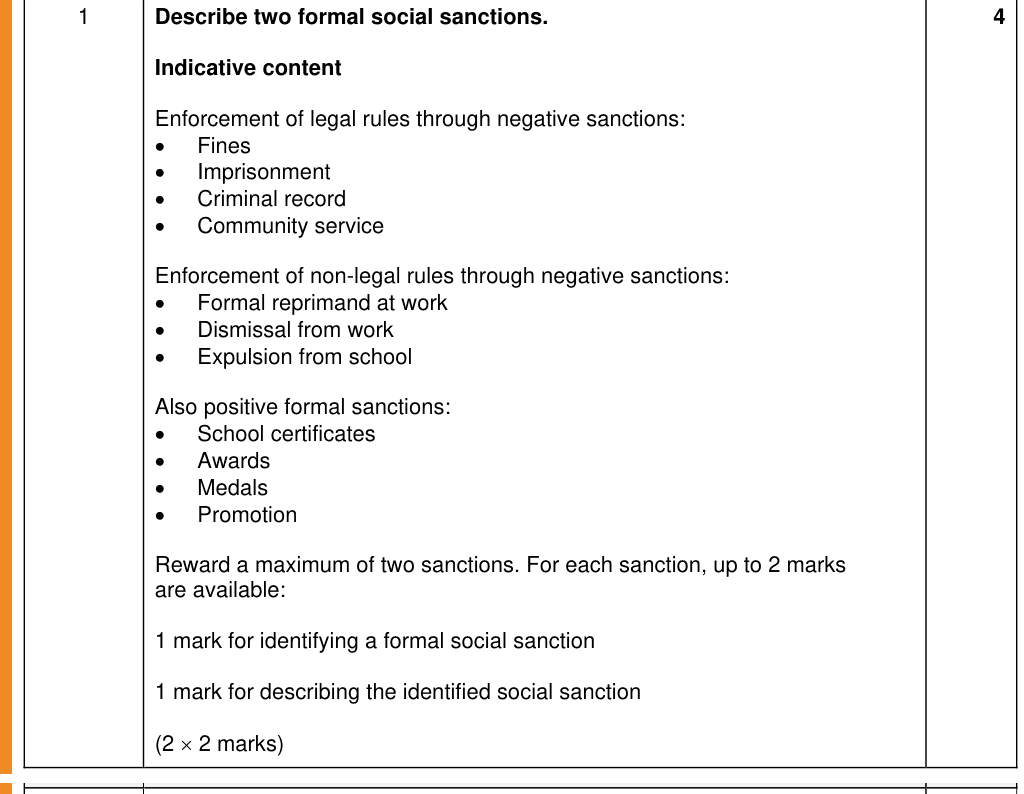 1
Describe two formal social sanctions.
4
Indicative content
Enforcement of legal rules through negative sanctions:
• Fines
• Imprisonment
• Criminal record
• Community service
Enforcement of non-legal rules through negative sanctions:
• Formal reprimand at work
• Dismissal from work
• Expulsion from school
Also positive formal sanctions:
• School certificates
• Awards
• Medals
• Promotion
Reward a maximum of two sanctions. For each sanction, up to 2 marks
are available:
1 mark for identifying a formal social sanction
1 mark for describing the identified social sanction
(2 × 2 marks)